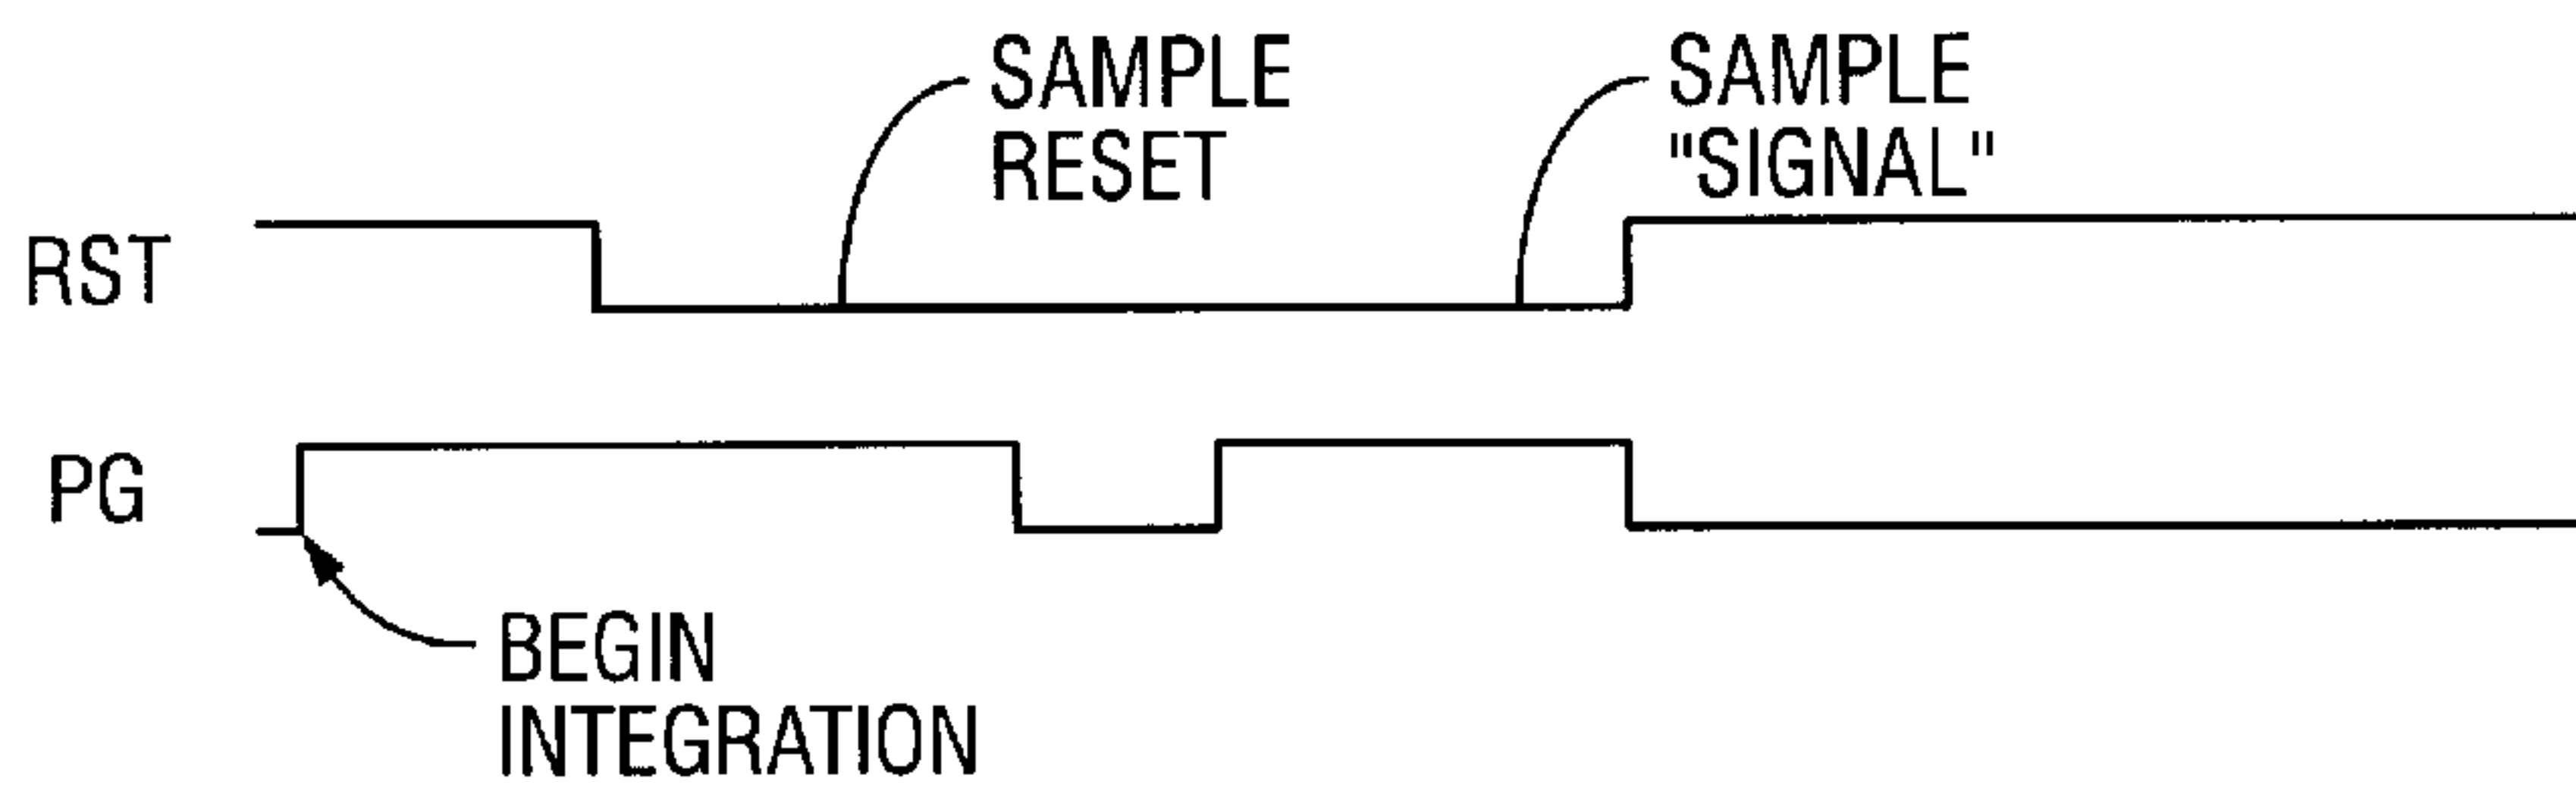 SAMPLE
RESET
SAMPLE
"SIGNAL"
RST
PG
BEGIN
INTEGRATION